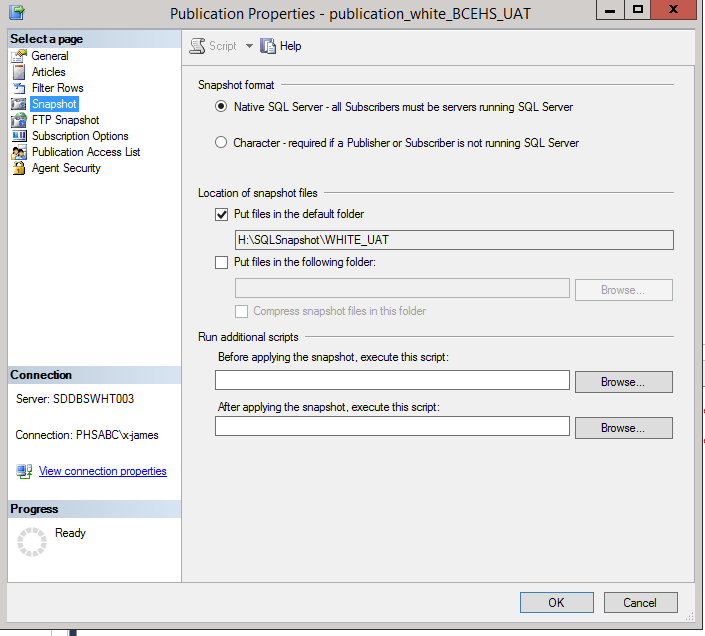 Publication Properties - publication_white_BCEHS_UAT
Select a page
General
Articles
Filter Rows
Snapshot
FTP Snapshot
Subscription Options
Publication Access List
Agent Security
Connection
Server: SDDBSWHT003
Connection: PHSABC\x-james
View connection properties
Progress
Ready
Script Help
Snapshot format
Native SQL Server - all Subscribers must be servers running SQL Server
Character - required if a Publisher or Subscriber is not running SQL Server
Location of snapshot files
Put files in the default folder
H:\SQLSnapshot\WHITE_UAT
Put files in the following folder:
Browse...
Compress snapshot files in this folder
Run additional scripts
Before applying the snapshot, execute this script:
Browse...
After applying the snapshot, execute this script:
Browse...
OK Cancel